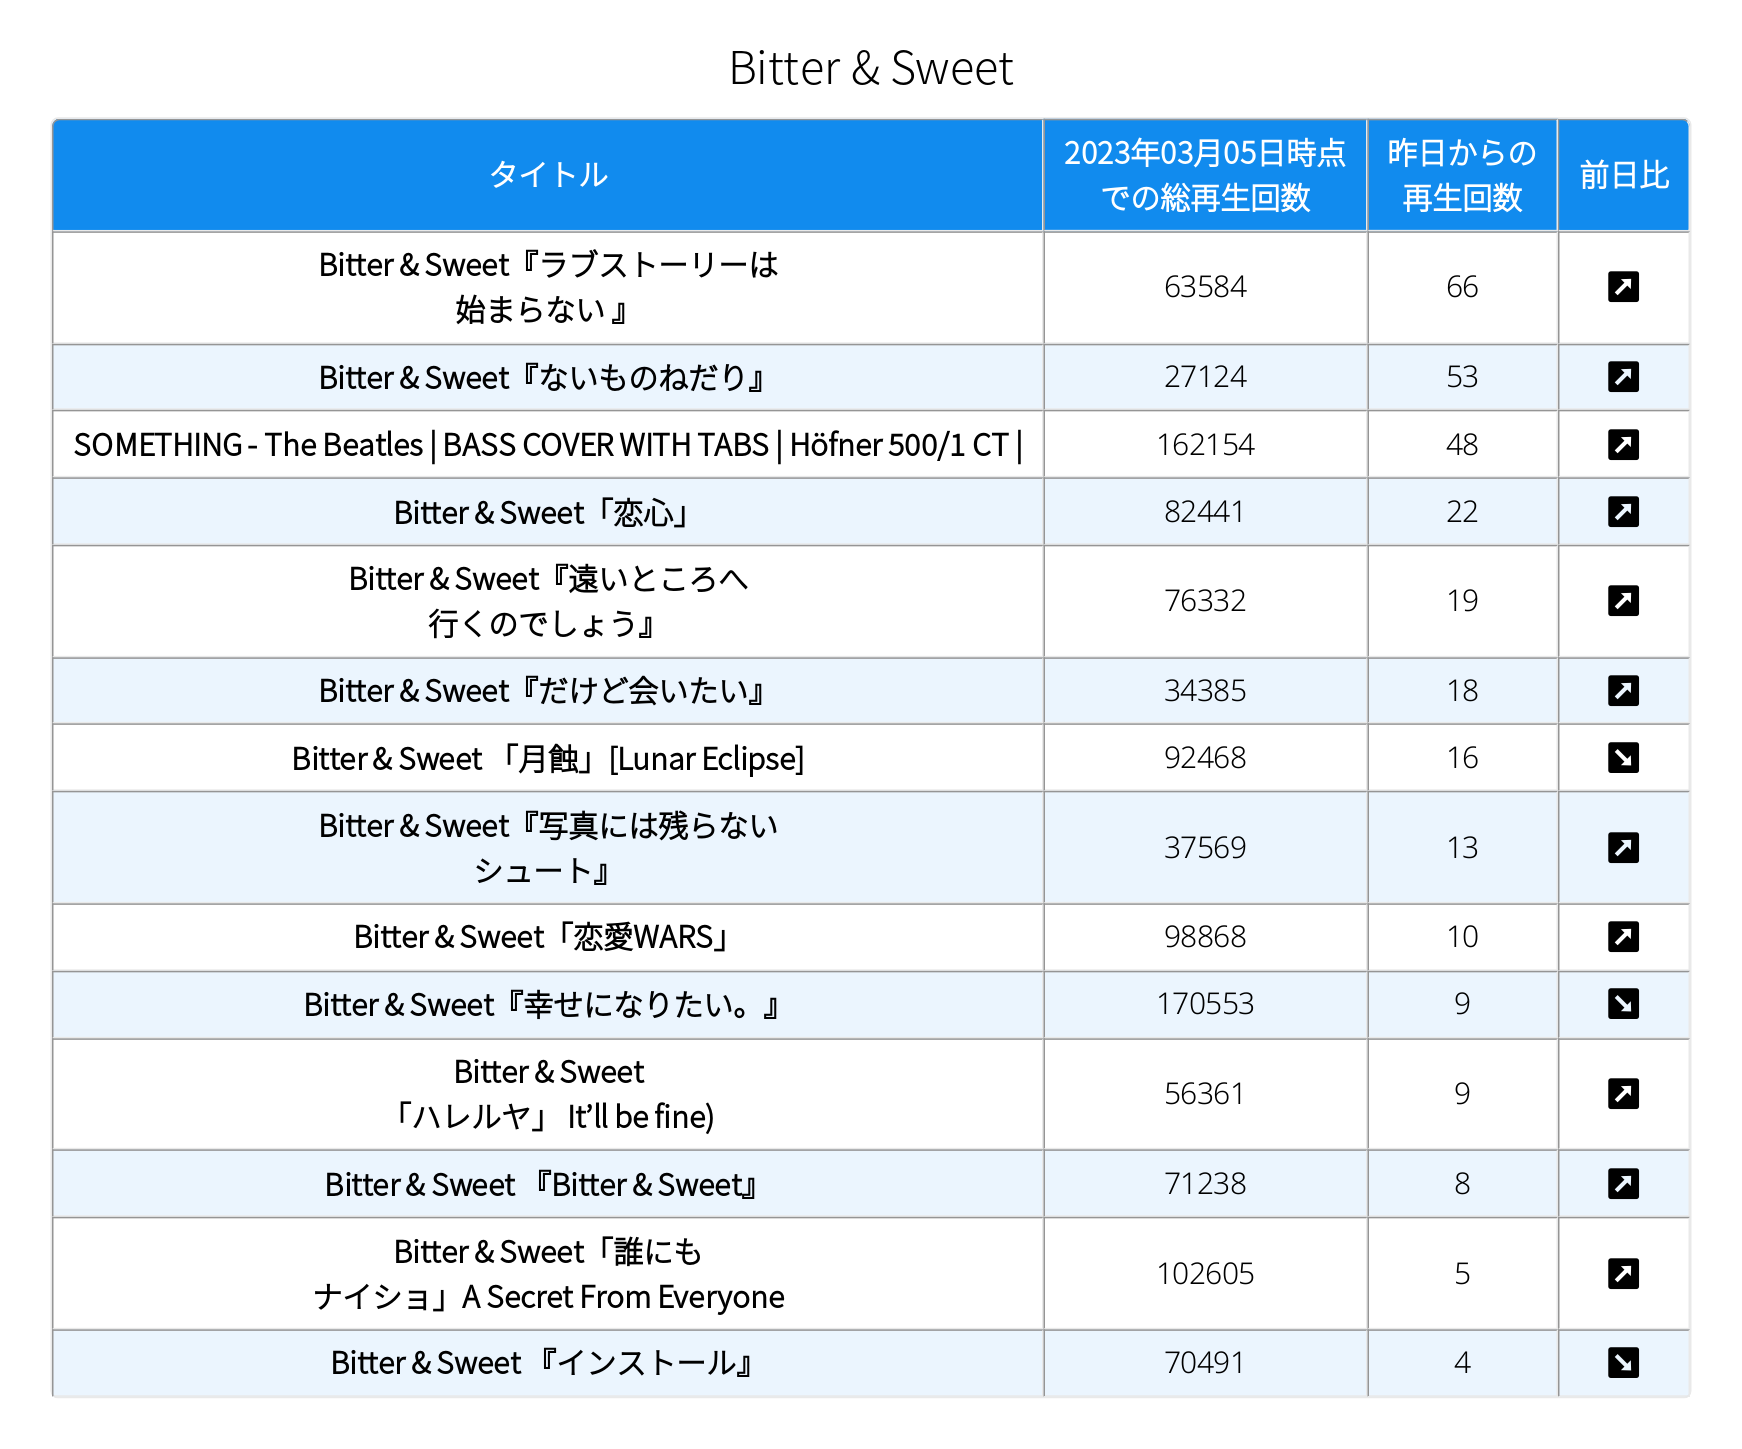 Bitter & Sweet
タイトル
2023年03月05日時点
での総再生回数
昨日からの
再生回数
前日比
Bitter & Sweet『ラブストーリーは
始まらない 』
63584
66
Bitter & Sweet『ないものねだり』
27124
53
SOMETHING - The Beatles | BASS COVER WITH TABS | Höfner 500/1 CT |
162154
48
Bitter & Sweet「恋心」
82441
22
Bitter & Sweet『遠いところへ
行くのでしょう』
76332
19
Bitter & Sweet『だけど会いたい』
34385
18
Bitter & Sweet 「月蝕」[Lunar Eclipse]
92468
16
Bitter & Sweet『写真には残らない
シュート』
37569
13
Bitter & Sweet「恋愛WARS」
98868
10
Bitter & Sweet『幸せになりたい。』
170553
9
Bitter & Sweet
「ハレルヤ」 It’ll be fine)
56361
9
Bitter & Sweet 『Bitter & Sweet』
71238
8
Bitter & Sweet「誰にも
ナイショ」A Secret From Everyone
102605
5
Bitter & Sweet 『インストール』
70491
4